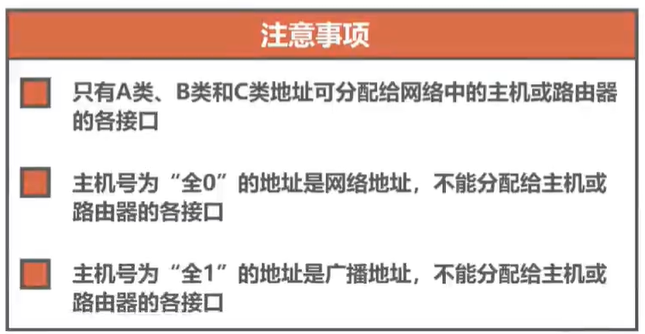 注意事项
只有A类、B类和C类地址可分配给网络中的主机或路由器
的各接口
主机号为“全0”的地址是网络地址，不能分配给主机或
路由器的各接口
主机号为“全1”的地址是广播地址，不能分配给主机或
路由器的各接口